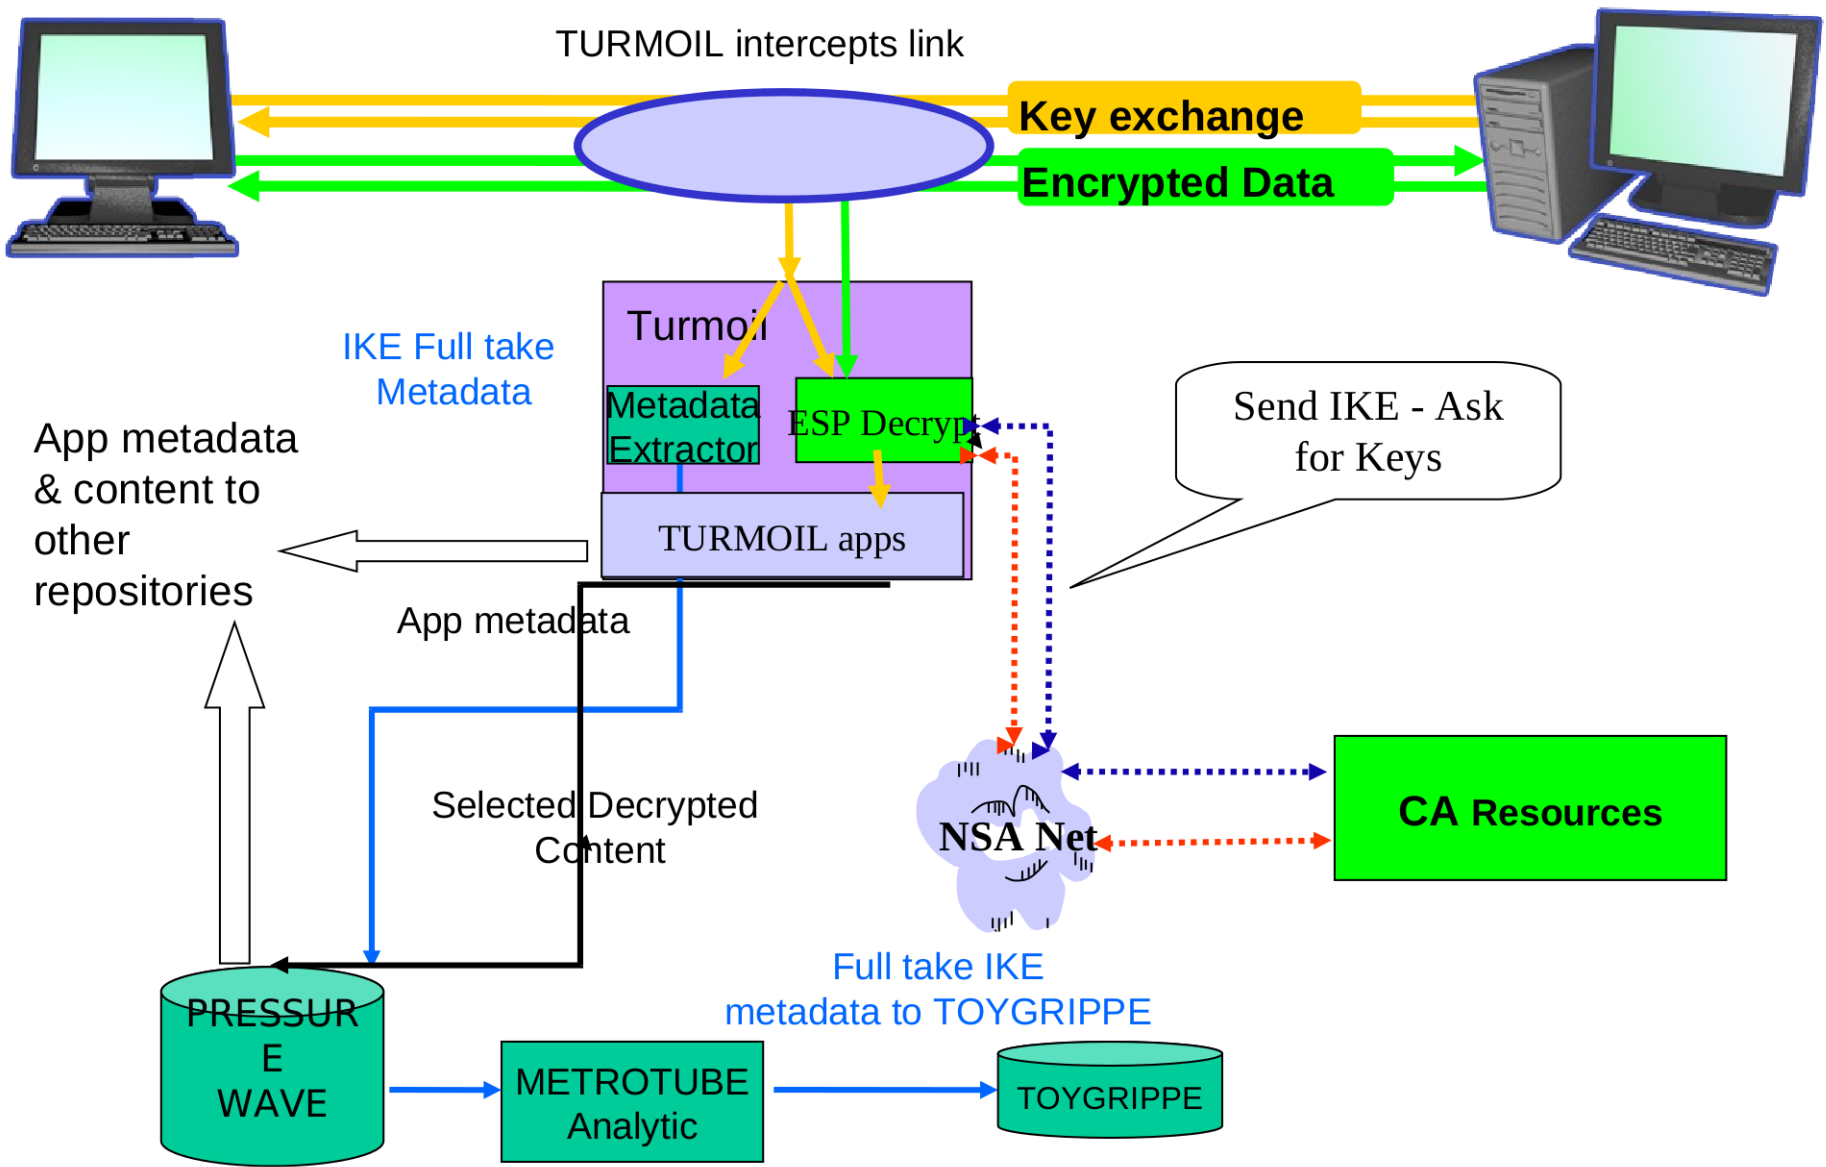 TURMOIL intercepts link
Key exchange
Encrypted Data
Turmoil
IKE Full take
Metadata
Metadata
Extractor
ESP Decrypt
Send IKE - Ask
for Keys
App metadata
& content to
other
repositories
TURMOIL apps
App metadata
Selected Decrypted
Content
NSA Net
CA Resources
Full take IKE
metadata to TOYGRIPPE
PRESSUR
E
WAVE
METROTUBE
Analytic
TOYGRIPPE